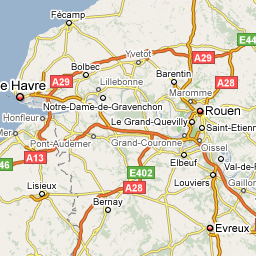 Fécamp
E44
Yvetot
A29
Bolbec
Barentin
A29
A28
Lillebonne
e Havre
Maromme
Notre-Dame-de-Gravenchon
Rouen
Honfleur
Le Grand-Quevilly
Saint-Etienn
mer
Pont-Audemer
Grand-Couronne
Oissel
A13
Elbeuf
Val-de-R
46
E402
Louviers
Lisieux
A28
Gaillon
Bernay
Evreux